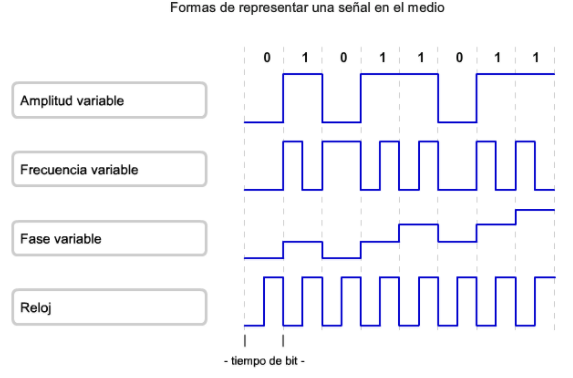 Formas de representar una señal en el medio
0 1 0 1 1 0 1 1
Amplitud variable
Frecuencia variable
Fase variable
Reloj
- tiempo de bit -